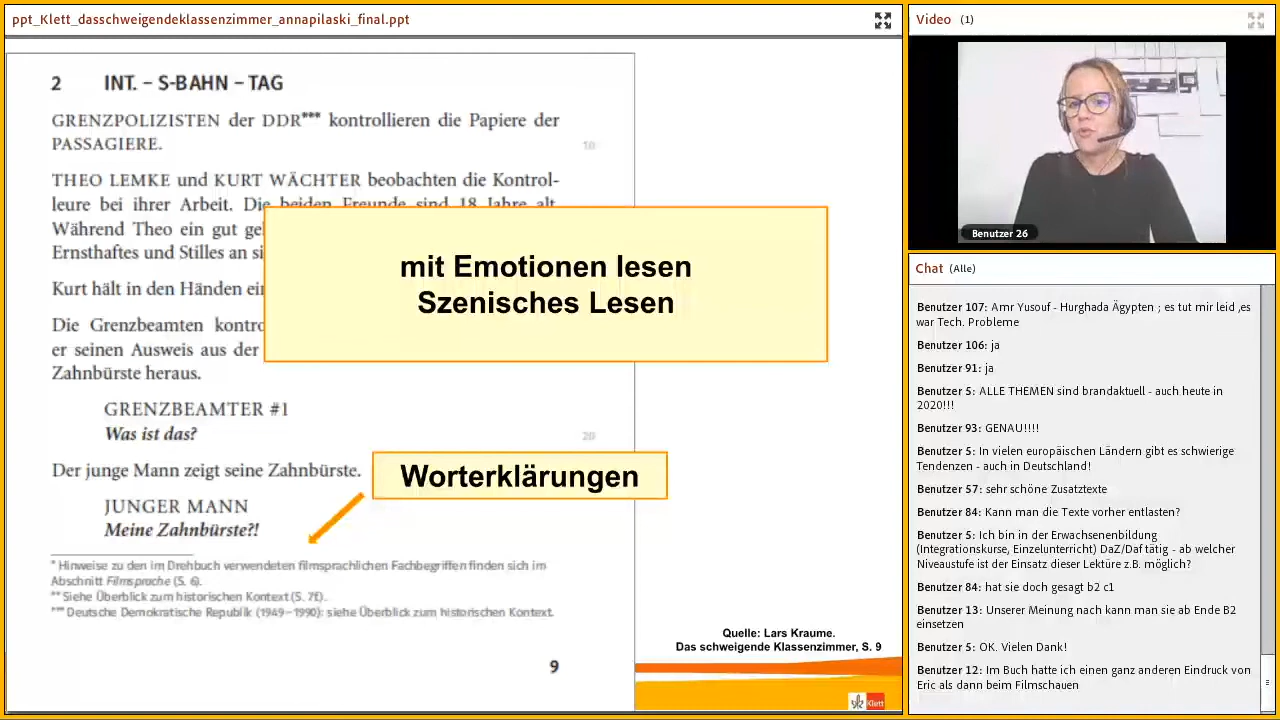 ppt_Klett_dasschweigendeklassenzimmer_annapilaski_final.ppt
2 INT. – S-BAHN – TAG
GRENZPOLIZISTEN der DDR*** kontrollieren die Papiere der
PASSAGIERE.
10
THEO LEMKE und KURT WÄCHTER beobachten die Kontrol-
leure bei ihrer Arbeit. Die beiden Freunde sind 18 Jahre alt.
Während Theo ein gut
Ernsthaftes und Stilles an
Kurt hält in den Händen
Die Grenzbeamten
er seinen Ausweis aus der
Zahnbürste heraus.
mit Emotionen lesen
Szenisches Lesen
GRENZBEAMTER #1
Was ist das?
20
Der junge Mann zeigt seine Zahnbürste.
Worterklärungen
JUNGER MANN
Meine Zahnbürste?!
* Hinweise zu den im Drehbuch verwendeten filmsprachlichen Fachbegriffen finden sich im
Abschnitt Filmsprache (S. 6).
** Siehe Überblick zum historischen Kontext (S. 7f.).
*** Deutsche Demokratische Republik (1949–1990): siehe Überblick zum historischen Kontext.
9
Quelle: Lars Kraume.
Das schweigende Klassenzimmer, S. 9
Klett
Video (1)
Benutzer 26
Chat (Alle)
Benutzer 107: Amr Yusouf - Hurghada Ägypten ; es tut mir leid ,es
war Tech. Probleme
Benutzer 106: ja
Benutzer 91: ja
Benutzer 5: ALLE THEMEN sind brandaktuell - auch heute in
2020!!!
Benutzer 93: GENAU!!!!
Benutzer 5: In vielen europäischen Ländern gibt es schwierige
Tendenzen - auch in Deutschland!
Benutzer 57: sehr schöne Zusatztexte
Benutzer 84: Kann man die Texte vorher entlasten?
Benutzer 5: Ich bin in der Erwachsenenbildung
(Integrationskurse, Einzelunterricht) DaZ/Daf tätig - ab welcher
Niveaustufe ist der Einsatz dieser Lektüre z.B. möglich?
Benutzer 84: hat sie doch gesagt b2 c1
Benutzer 13: Unserer Meinung nach kann man sie ab Ende B2
einsetzen
Benutzer 5: OK. Vielen Dank!
Benutzer 12: Im Buch hatte ich einen ganz anderen Eindruck von
Eric als dann beim Filmschauen